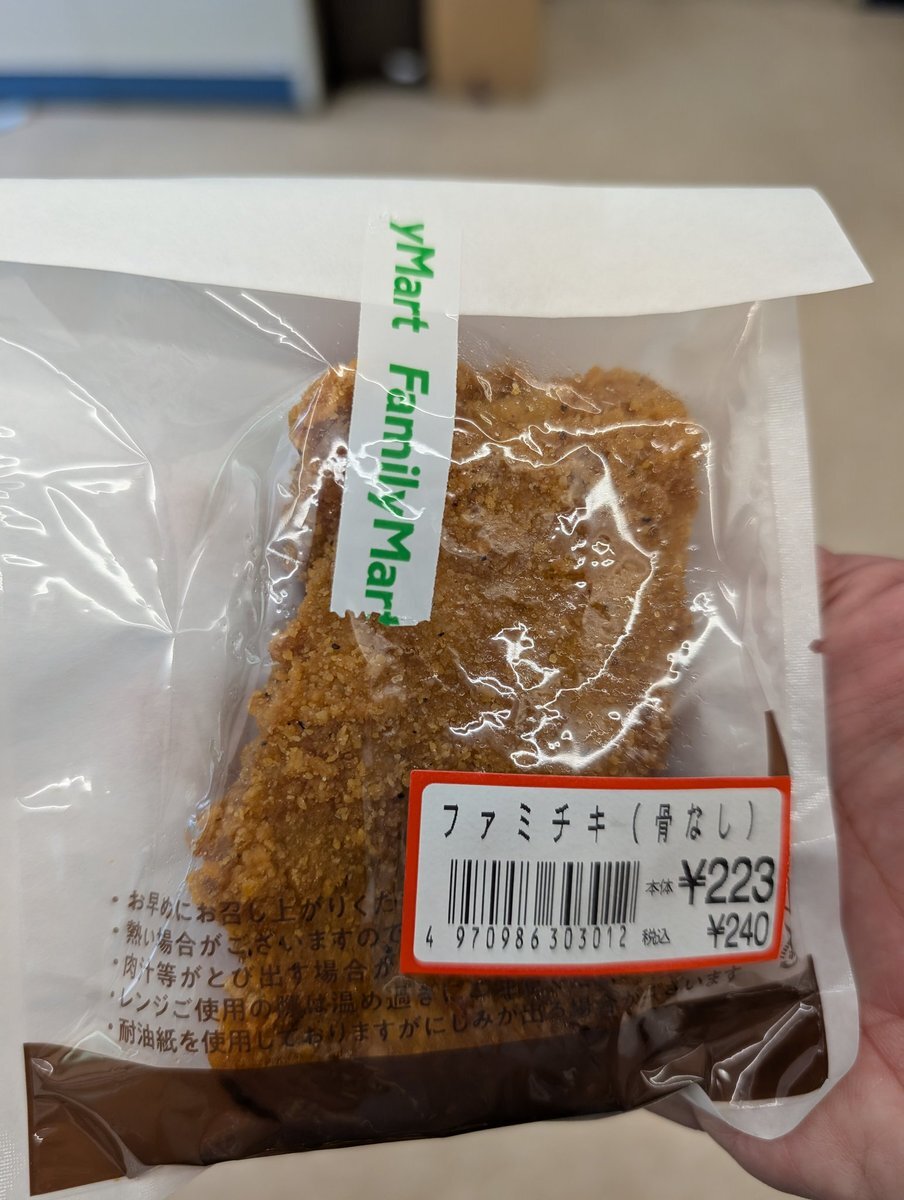 yMart FamilyMart
ファミチキ(骨なし)
本体 ¥223
4 970986 303012 税込 ¥240
・お早めにお召し上がりくだ
・熱い場合がございますので
・肉汁等がとび出す場合が
・レンジご使用の際は温め過ぎに
・耐油紙を使用しておりますがにじみが出る場合がございます